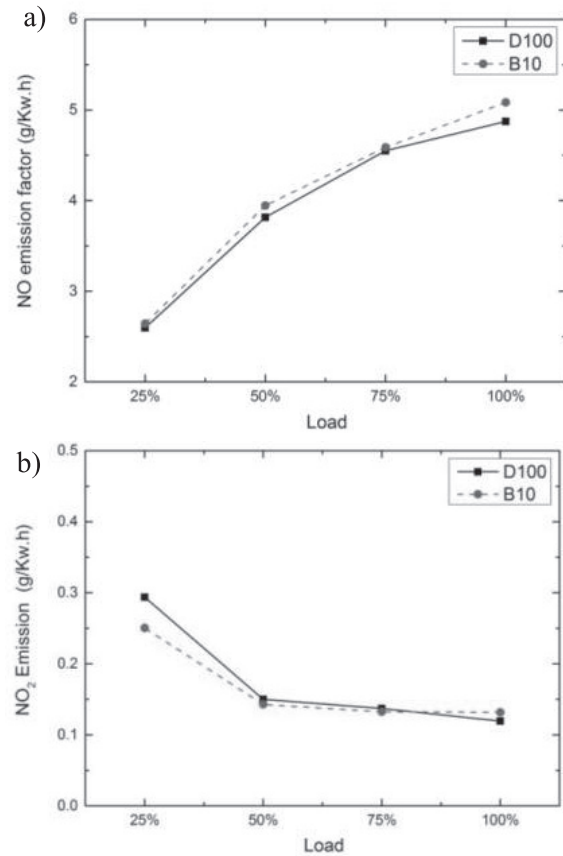 a)
6
5
4
3
2
NO emission factor (g/Kw.h)
D100
B10
25%
50%
75%
100%
Load
b)
0.5
0.4
0.3
0.2
0.1
0.0
NO₂ Emission (g/Kw.h)
D100
B10
25%
50%
75%
100%
Load